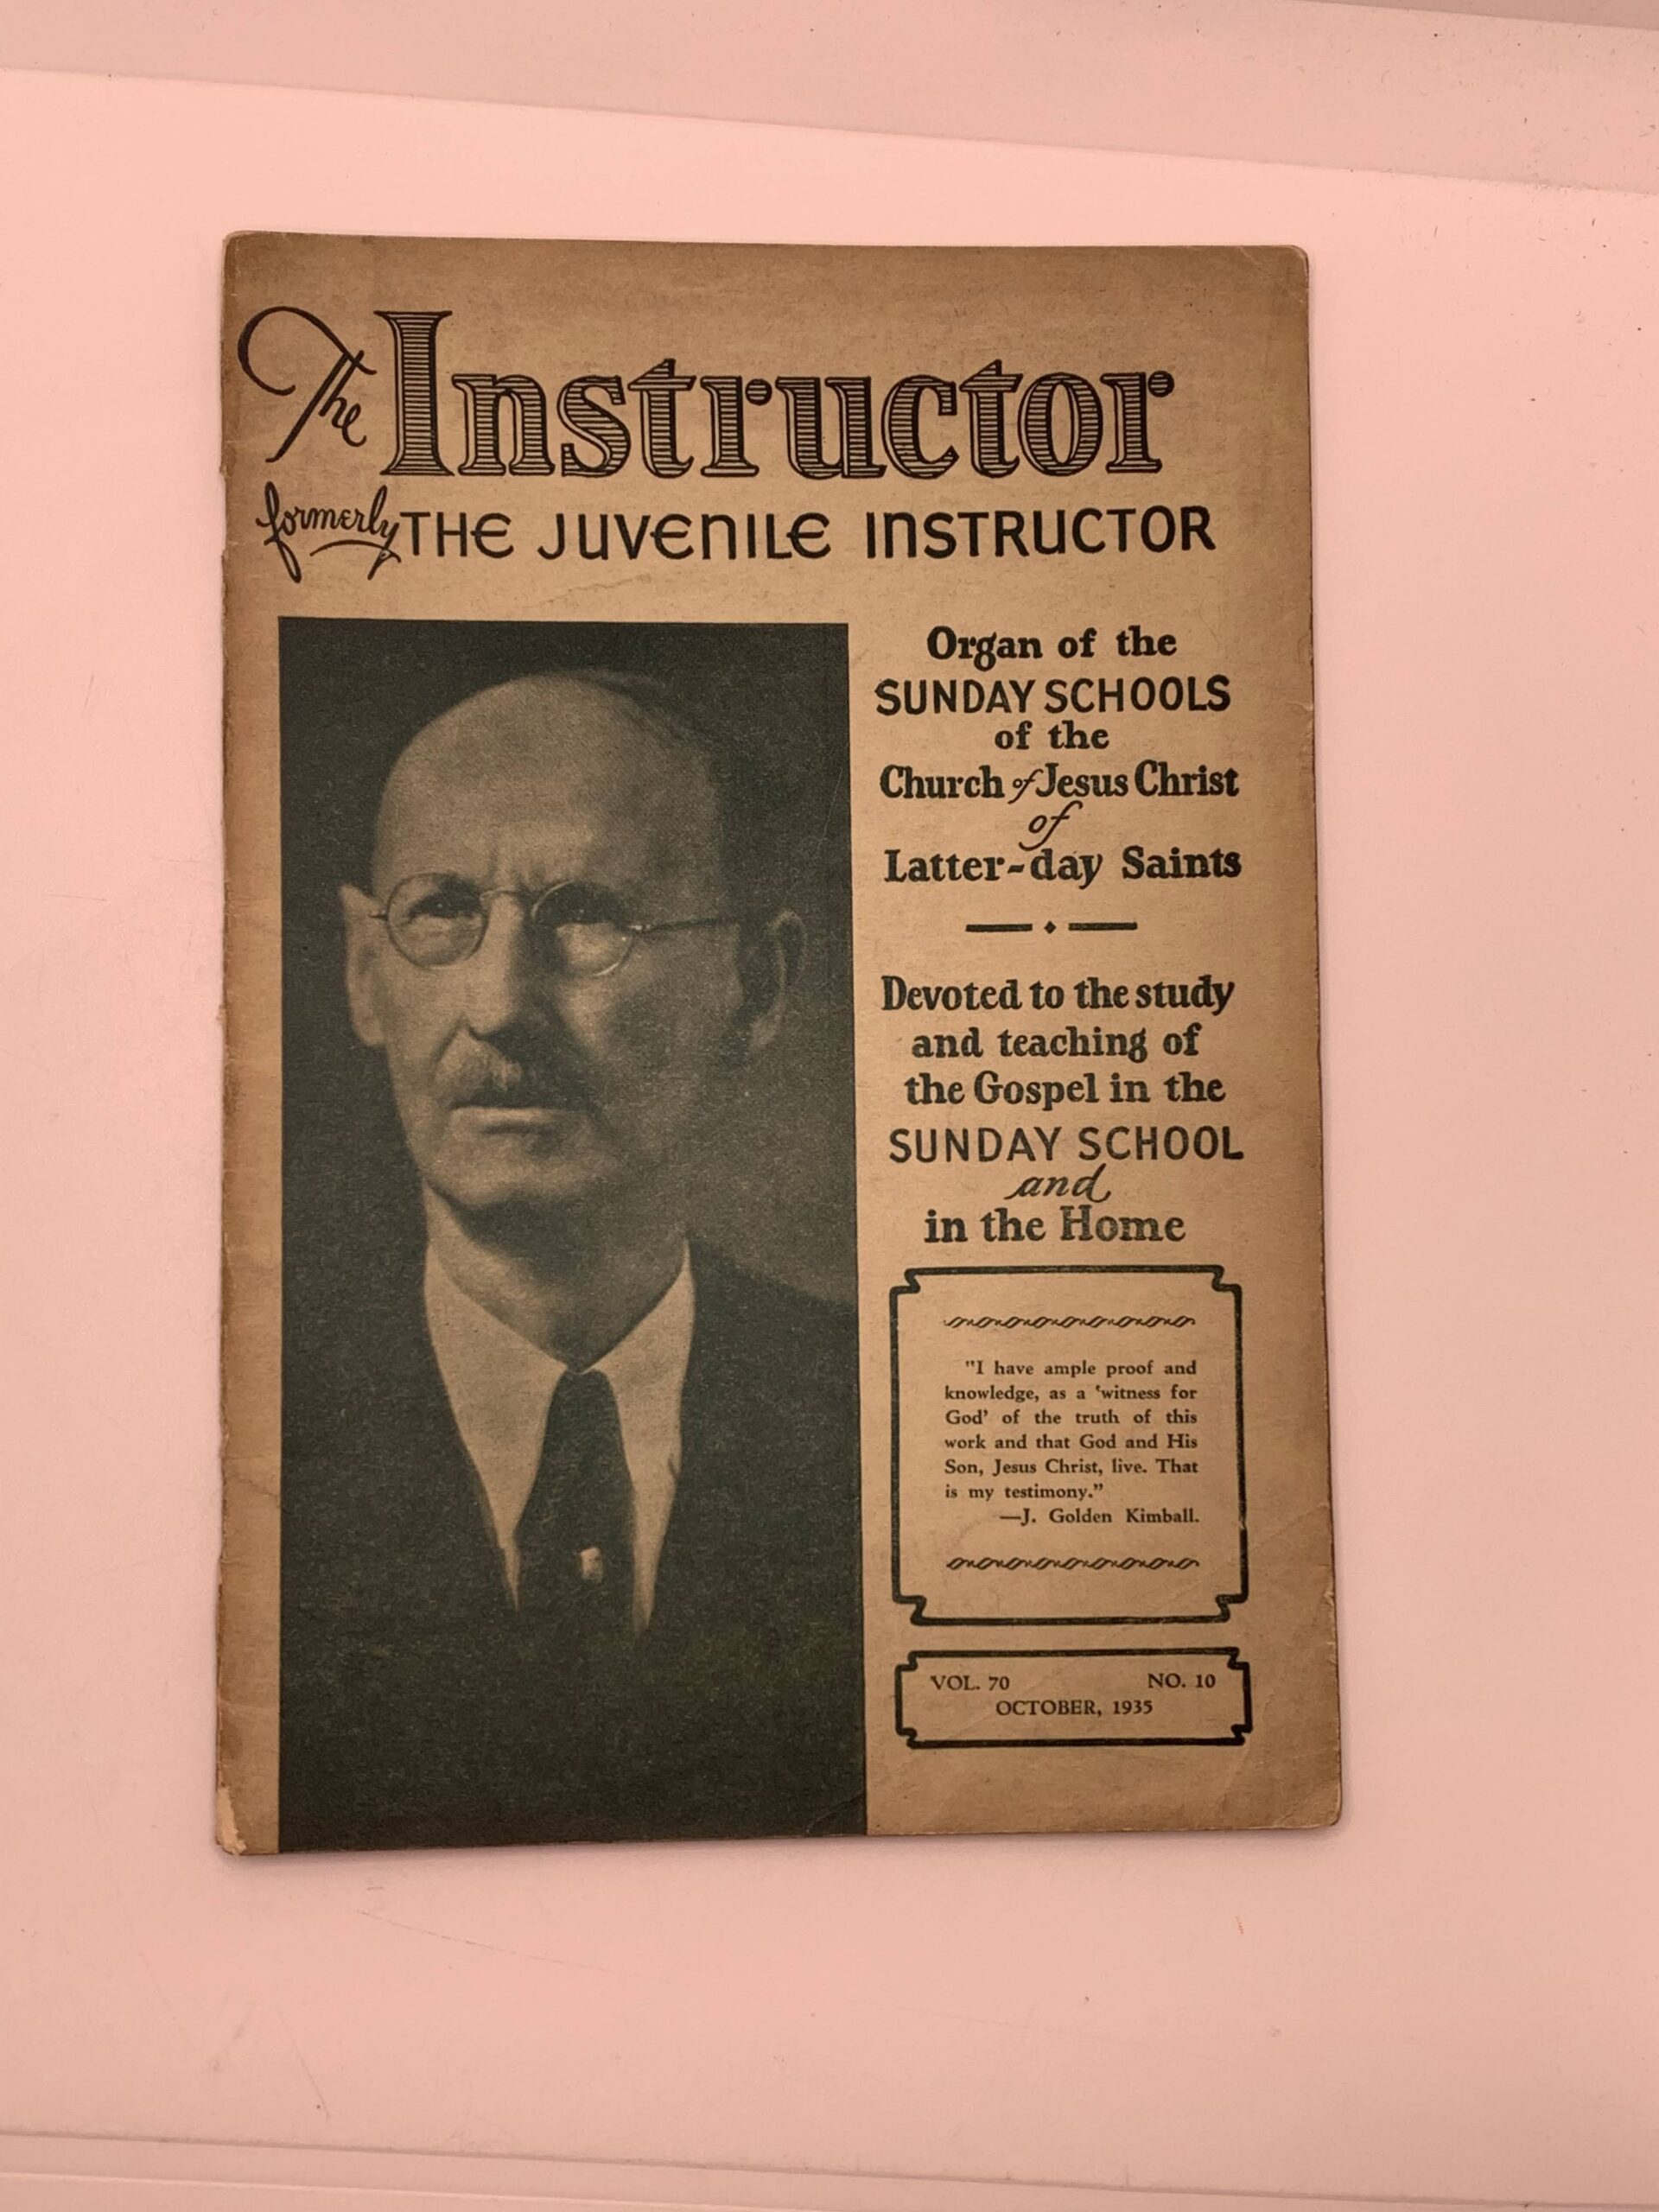 The Instructor
formerly THE JUVENILE INSTRUCTOR
Organ of the
SUNDAY SCHOOLS
of the
Church of Jesus Christ
of
Latter-day Saints
Devoted to the study
and teaching of
the Gospel in the
SUNDAY SCHOOL
and
in the Home
"I have ample proof and
knowledge, as a 'witness for
God' of the truth of this
work and that God and His
Son, Jesus Christ, live. That
is my testimony."
—J. Golden Kimball.
VOL. 70 NO. 10
OCTOBER, 1935